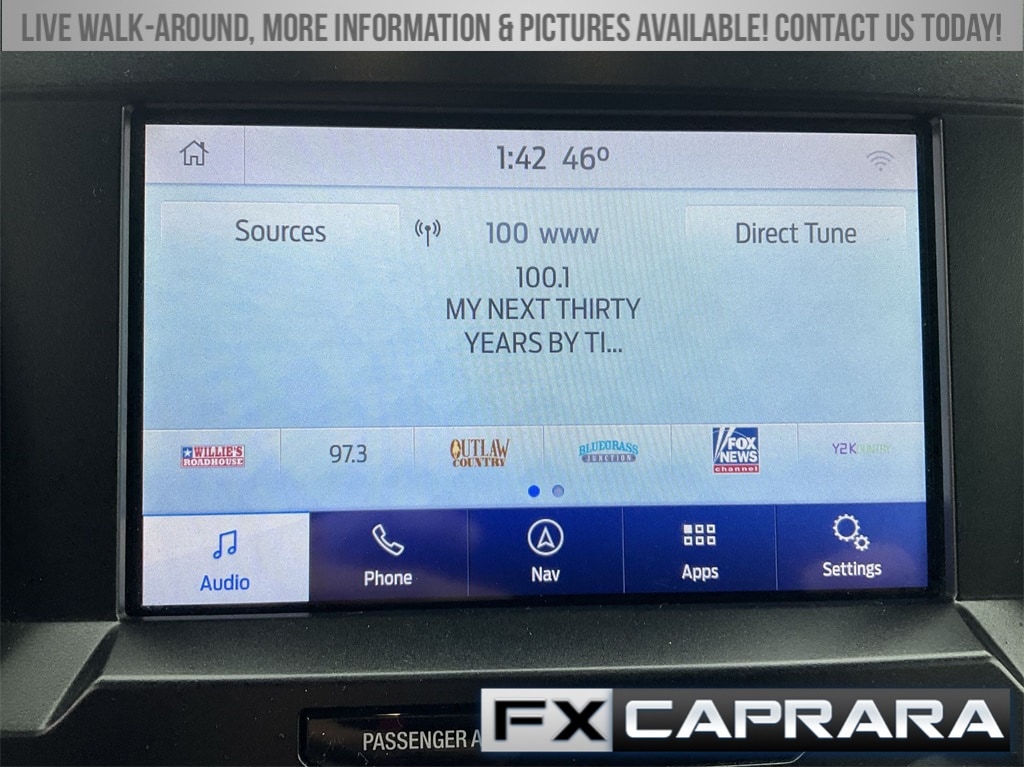 LIVE WALK-AROUND, MORE INFORMATION & PICTURES AVAILABLE! CONTACT US TODAY!
1:42 46º
Sources 100 www Direct Tune
100.1
MY NEXT THIRTY
YEARS BY TI...
WILLIE'S
ROADHOUSE
97.3
OUTLAW
COUNTRY
BLUEGRASS
JUNCTION
FOX
NEWS
channel
Y2KOUNTRY
Audio Phone Nav Apps Settings
PASSENGER A
FX CAPRARA